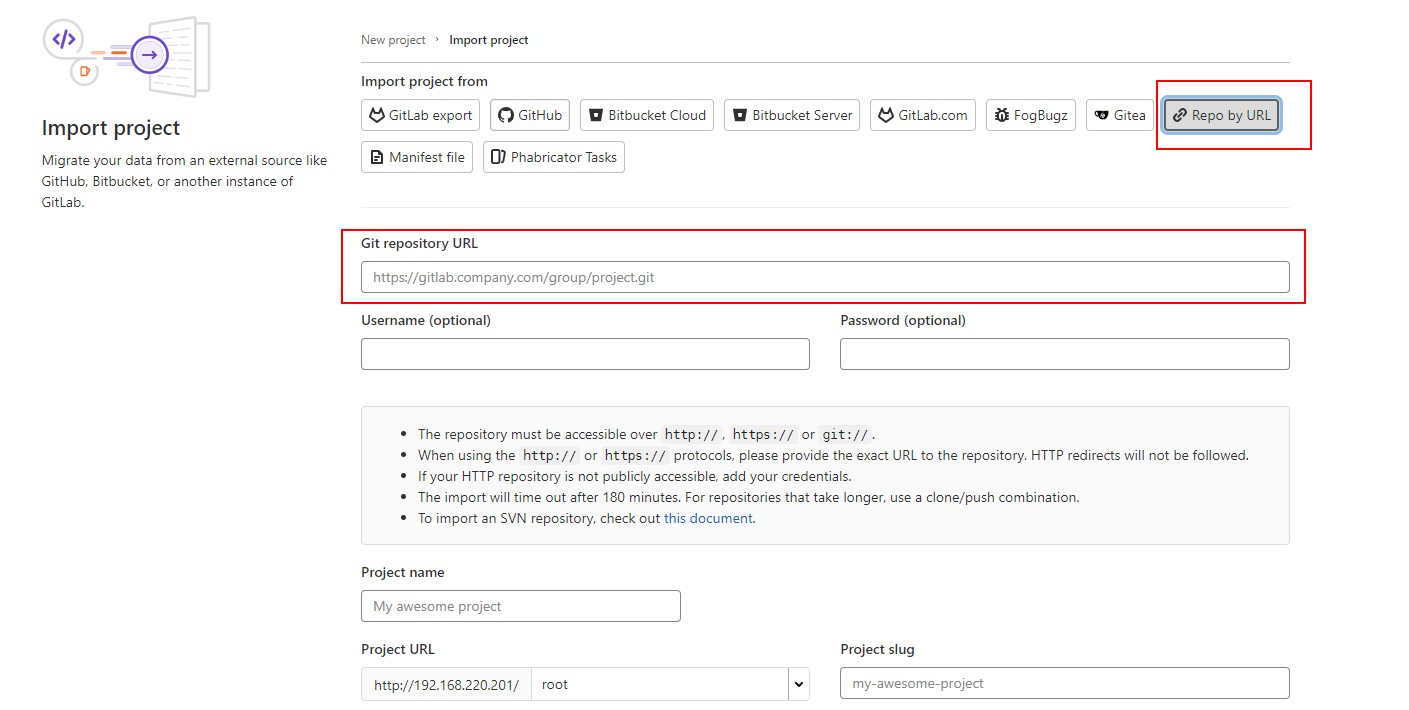 New project › Import project
Import project from
GitLab export GitHub Bitbucket Cloud Bitbucket Server GitLab.com FogBugz Gitea Repo by URL
Manifest file Phabricator Tasks
Import project
Migrate your data from an external source like
GitHub, Bitbucket, or another instance of
GitLab.
Git repository URL
https://gitlab.company.com/group/project.git
Username (optional) Password (optional)
• The repository must be accessible over http://, https:// or git://.
• When using the http:// or https:// protocols, please provide the exact URL to the repository. HTTP redirects will not be followed.
• If your HTTP repository is not publicly accessible, add your credentials.
• The import will time out after 180 minutes. For repositories that take longer, use a clone/push combination.
• To import an SVN repository, check out this document.
Project name
My awesome project
Project URL Project slug
http://192.168.220.201/ root my-awesome-project